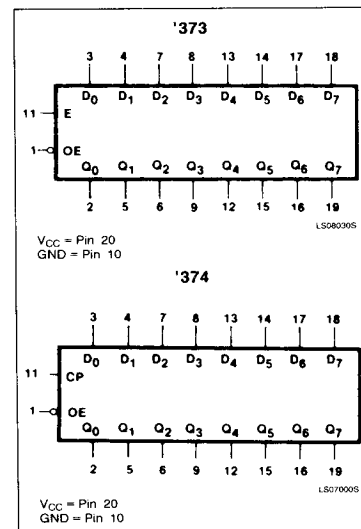 '373
3 4 7 8 13 14 17 18
D0 D1 D2 D3 D4 D5 D6 D7
11 E
1 OE
Q0 Q1 Q2 Q3 Q4 Q5 Q6 Q7
2 5 6 9 12 15 16 19
LS08030S
VCC = Pin 20
GND = Pin 10
'374
3 4 7 8 13 14 17 18
D0 D1 D2 D3 D4 D5 D6 D7
11 CP
1 OE
Q0 Q1 Q2 Q3 Q4 Q5 Q6 Q7
2 5 6 9 12 15 16 19
LS07000S
VCC = Pin 20
GND = Pin 10